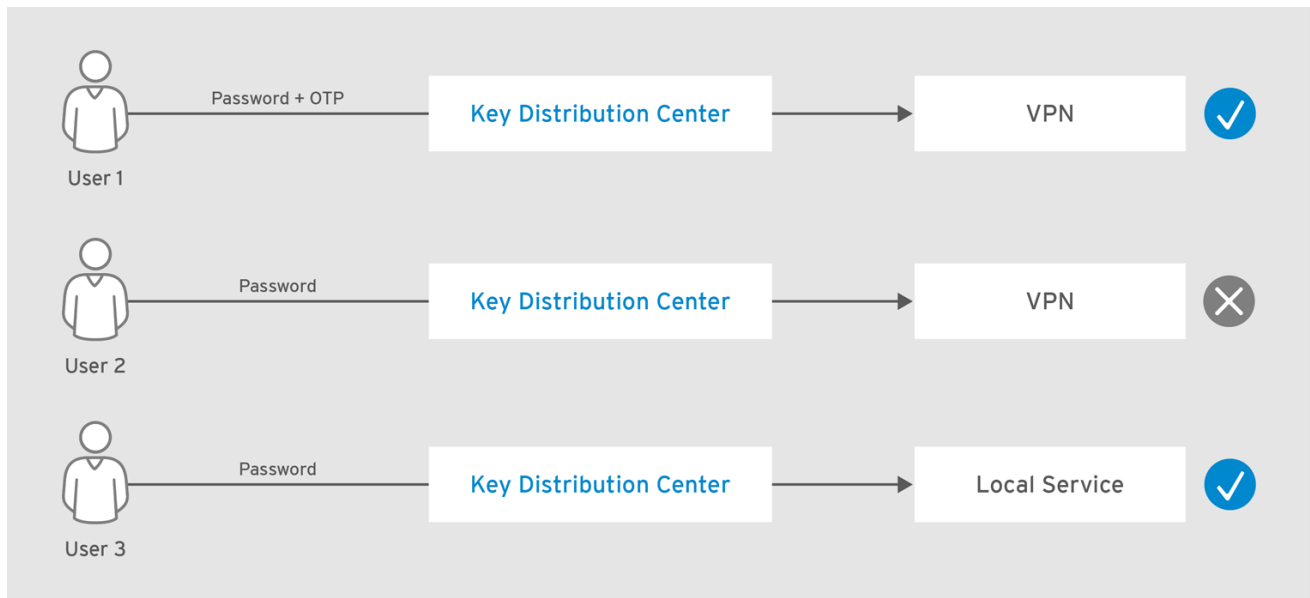 Password + OTP
Key Distribution Center
VPN
User 1
Password
Key Distribution Center
VPN
User 2
Password
Key Distribution Center
Local Service
User 3